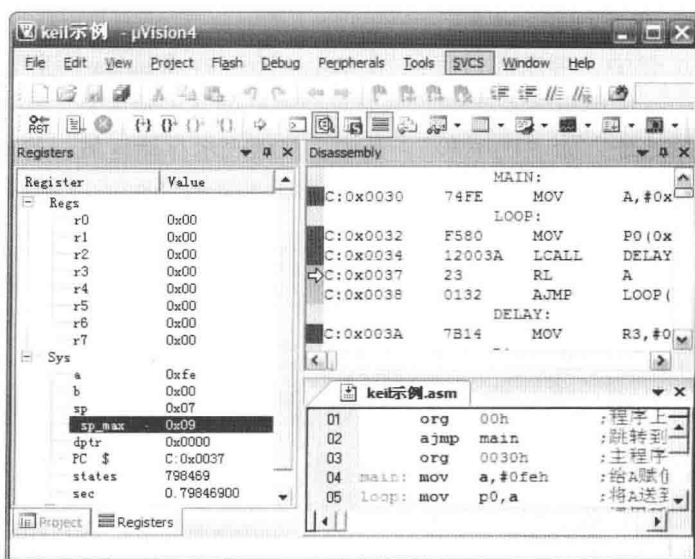 keil示例 - µVision4
File Edit View Project Flash Debug Peripherals Tools SVCS Window Help
RST
Registers
Register Value
Regs
r0 0x00
r1 0x00
r2 0x00
r3 0x00
r4 0x00
r5 0x00
r6 0x00
r7 0x00
Sys
a 0xfe
b 0x00
sp 0x07
sp_max 0x09
dptr 0x0000
PC $ C:0x0037
states 798469
sec 0.79846900
Project Registers
Disassembly
MAIN:
C:0x0030 74FE MOV A,#0x
LOOP:
C:0x0032 F580 MOV P0(0x
C:0x0034 12003A LCALL DELAY
C:0x0037 23 RL A
C:0x0038 0132 AJMP LOOP(
DELAY:
C:0x003A 7B14 MOV R3,#0
keil示例.asm
01 org 00h ;程序上
02 ajmp main ;跳转到
03 org 0030h ;主程序
04 main: mov a,#0feh ;给A赋值
05 loop: mov p0,a ;将A送到